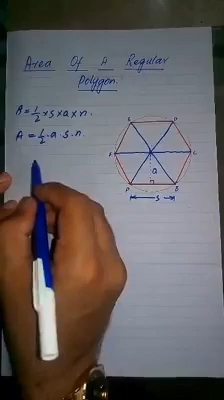 Area Of A Regular
Polygon.
A = 1/2 × s × a × n.
A = 1/2 · a · s · n.
E D
F C
a
P B
s